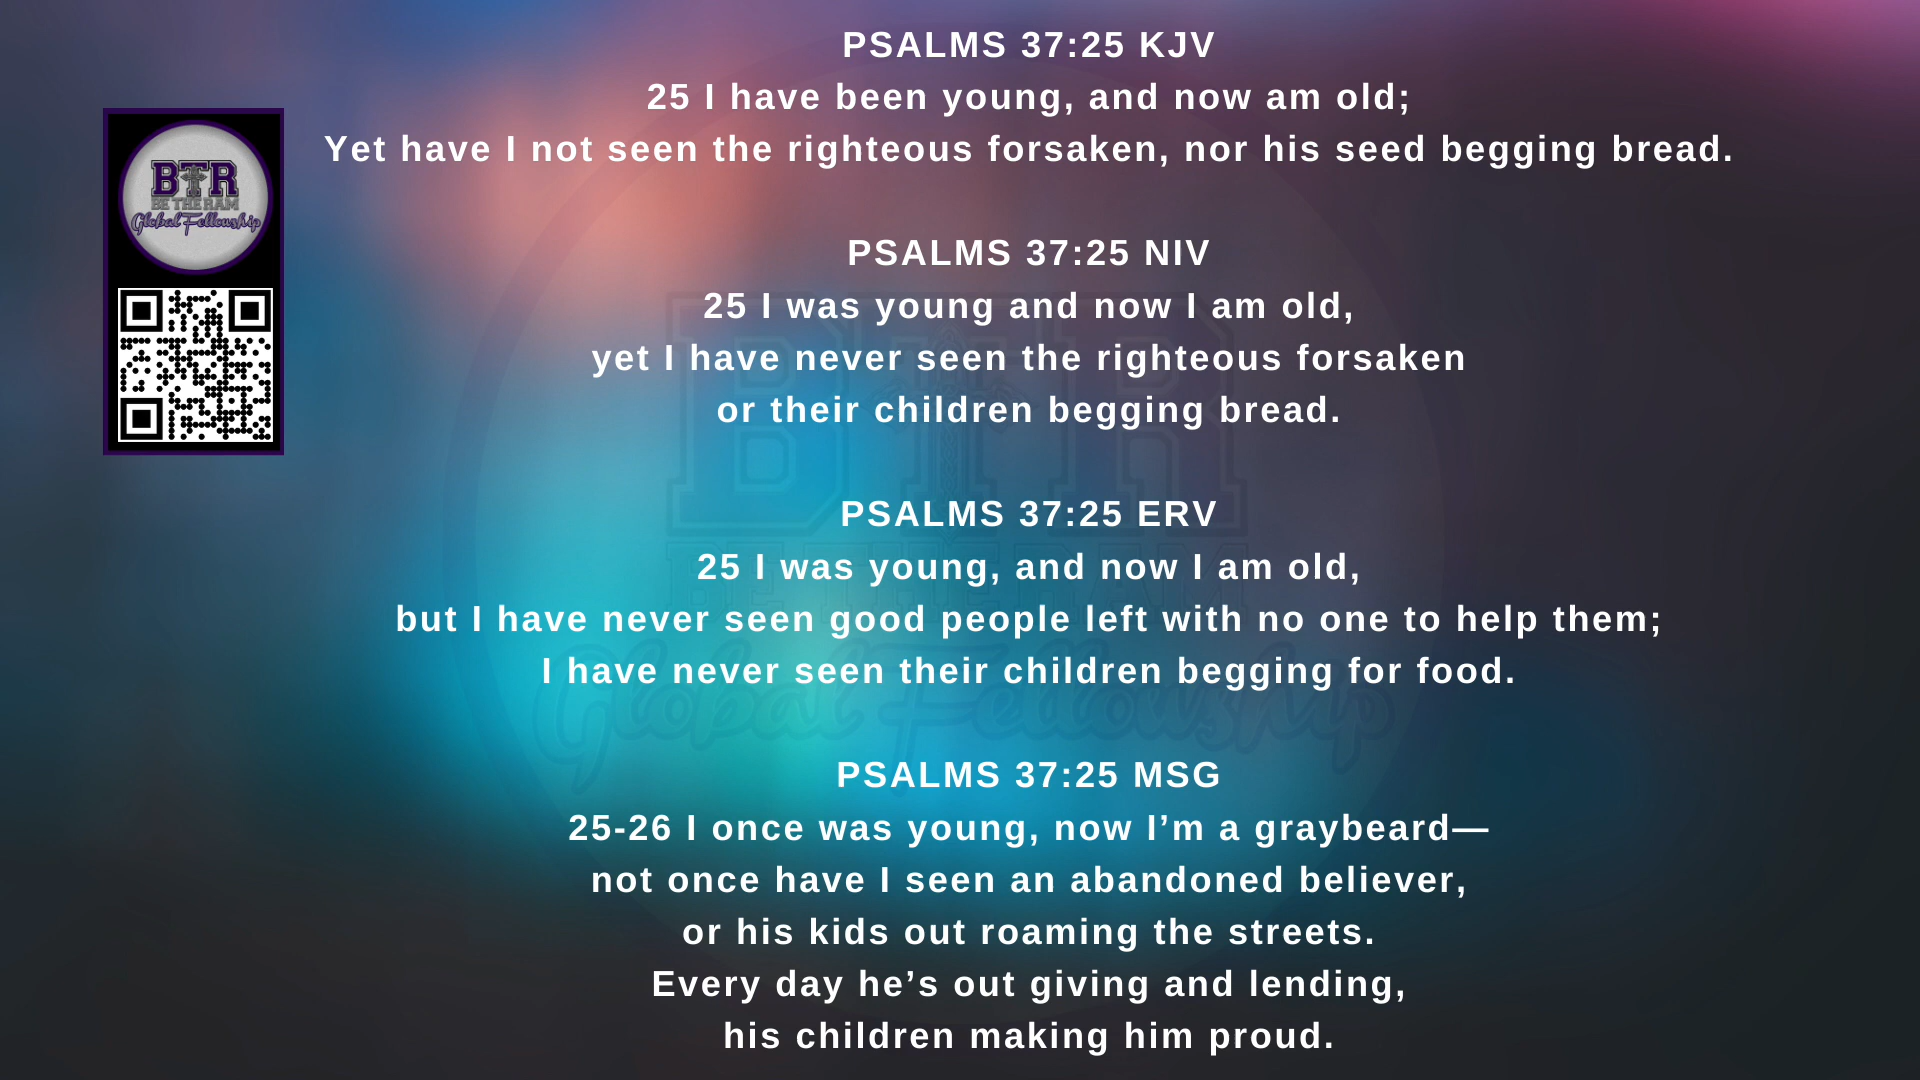 PSALMS 37:25 KJV
25 I have been young, and now am old;
Yet have I not seen the righteous forsaken, nor his seed begging bread.
BTR
BE THE RAM
Global Fellowship
PSALMS 37:25 NIV
25 I was young and now I am old,
yet I have never seen the righteous forsaken
or their children begging bread.
PSALMS 37:25 ERV
25 I was young, and now I am old,
but I have never seen good people left with no one to help them;
I have never seen their children begging for food.
PSALMS 37:25 MSG
25-26 I once was young, now I’m a graybeard—
not once have I seen an abandoned believer,
or his kids out roaming the streets.
Every day he’s out giving and lending,
his children making him proud.
BTR
BE THE RAM
Global Fellowship